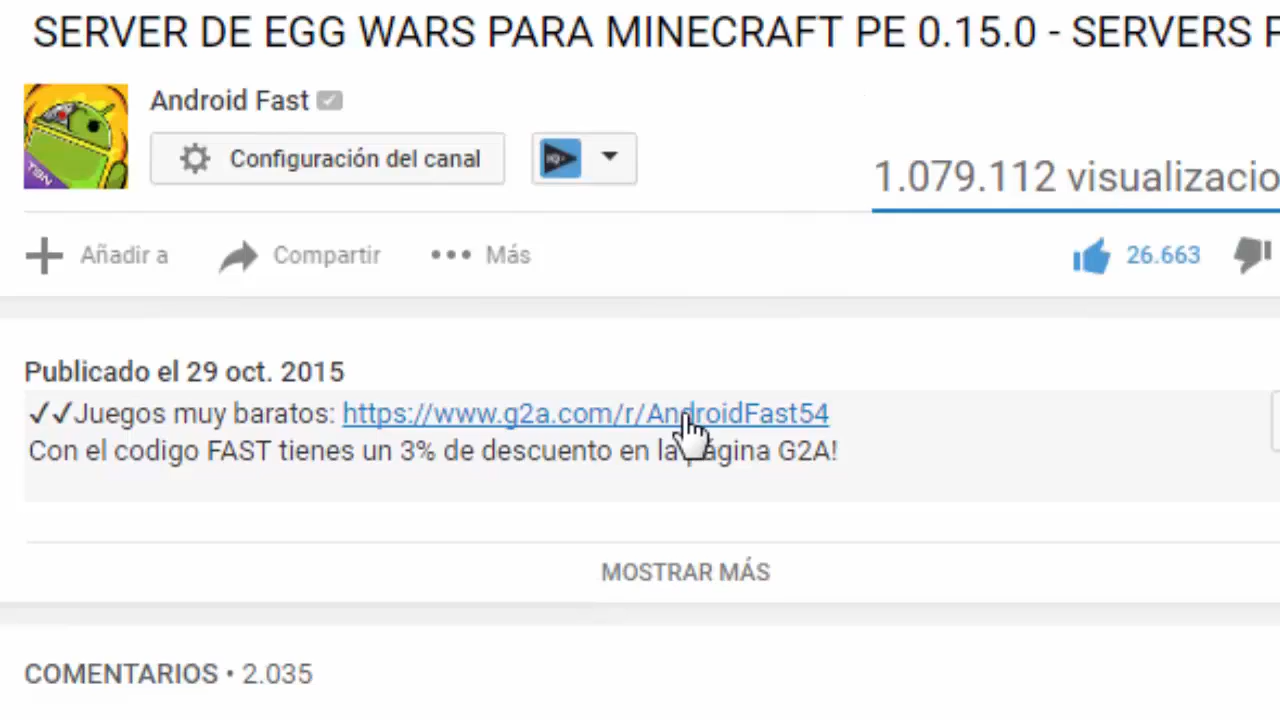 SERVER DE EGG WARS PARA MINECRAFT PE 0.15.0 - SERVERS
Android Fast
Configuración del canal
1.079.112 visualizacio
Añadir a
Compartir
Más
26.663
Publicado el 29 oct. 2015
✓✓Juegos muy baratos: https://www.g2a.com/r/AndroidFast54
Con el codigo FAST tienes un 3% de descuento en la página G2A!
MOSTRAR MÁS
COMENTARIOS • 2.035